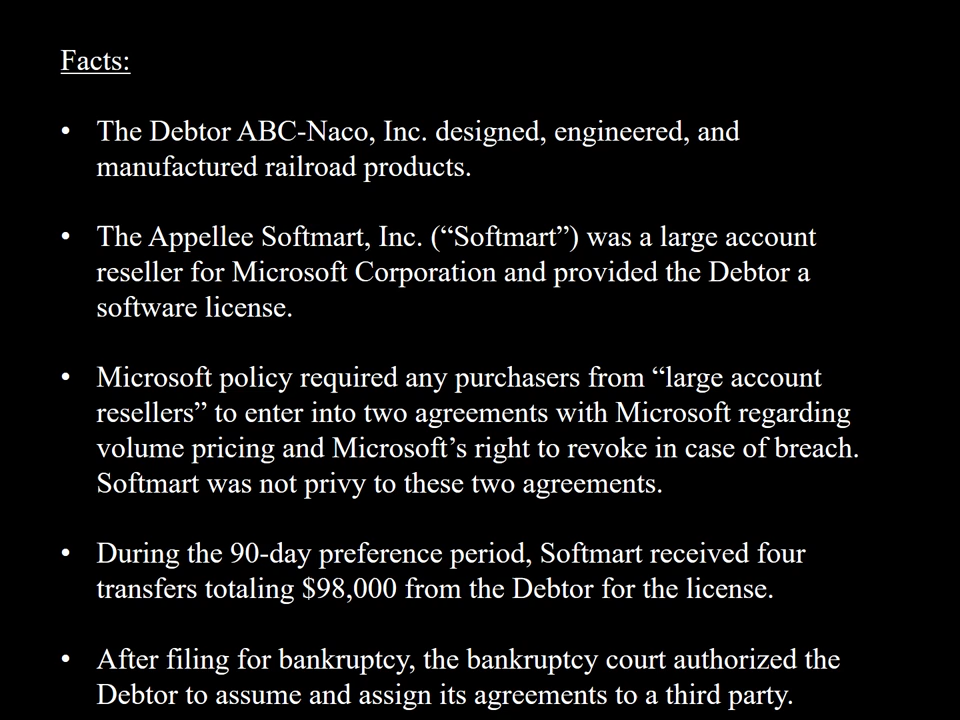 Facts:
• The Debtor ABC-Naco, Inc. designed, engineered, and
manufactured railroad products.
• The Appellee Softmart, Inc. (“Softmart”) was a large account
reseller for Microsoft Corporation and provided the Debtor a
software license.
• Microsoft policy required any purchasers from “large account
resellers” to enter into two agreements with Microsoft regarding
volume pricing and Microsoft’s right to revoke in case of breach.
Softmart was not privy to these two agreements.
• During the 90-day preference period, Softmart received four
transfers totaling $98,000 from the Debtor for the license.
• After filing for bankruptcy, the bankruptcy court authorized the
Debtor to assume and assign its agreements to a third party.